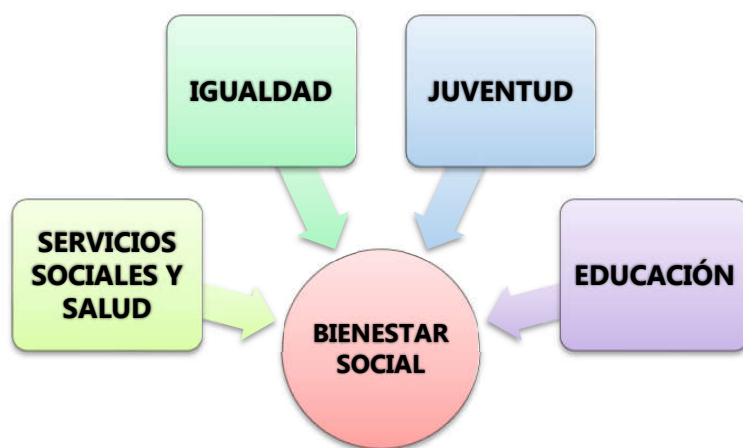 IGUALDAD
JUVENTUD
SERVICIOS
SOCIALES Y
SALUD
EDUCACIÓN
BIENESTAR
SOCIAL